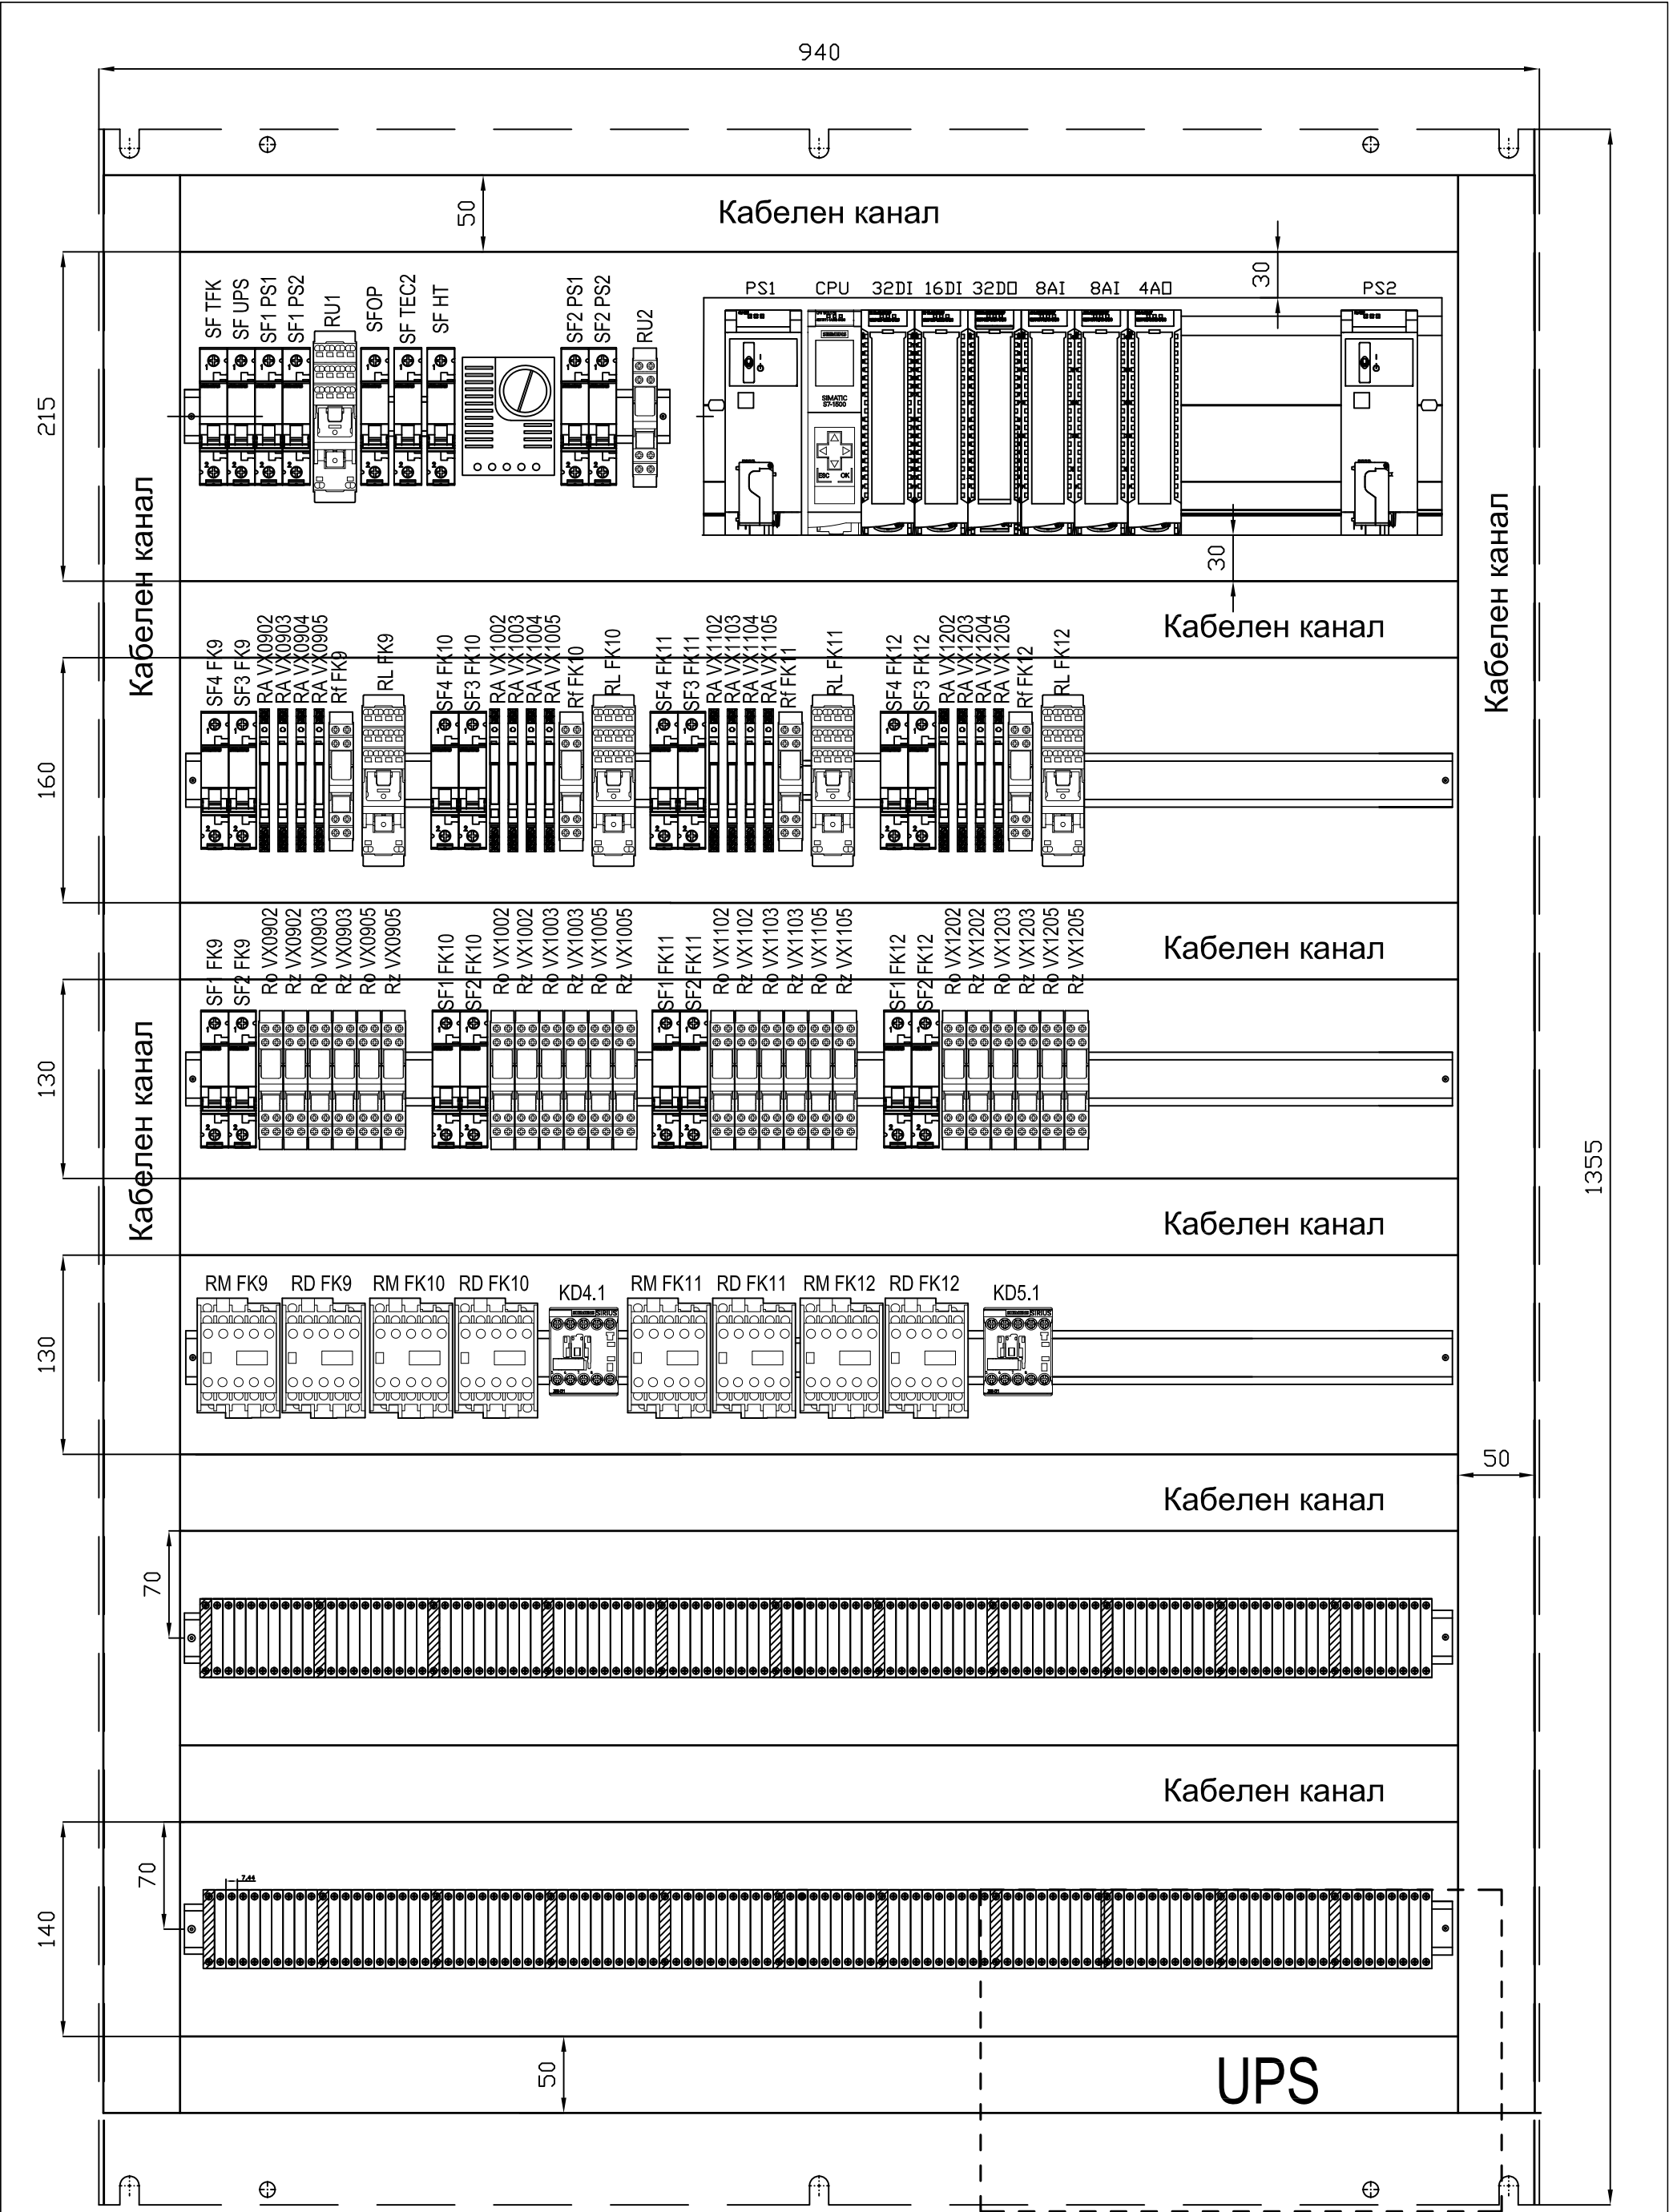 940
Кабелен канал
50
30
SF TFK
SF UPS
SF1 PS1
SF1 PS2
RU1
SFOP
SF TEC2
SF HT
SF2 PS1
SF2 PS2
RU2
PS1
CPU
32DI
16DI
32DO
8AI
8AI
4AO
PS2
SIMATIC
S7-1500
ESC OK
215
30
Кабелен канал
Кабелен канал
Кабелен канал
SF4 FK9
SF3 FK9
RA VX0902
RA VX0903
RA VX0904
RA VX0905
Rf FK9
RL FK9
SF4 FK10
SF3 FK10
RA VX1002
RA VX1003
RA VX1004
RA VX1005
Rf FK10
RL FK10
SF4 FK11
SF3 FK11
RA VX1102
RA VX1103
RA VX1104
RA VX1105
Rf FK11
RL FK11
SF4 FK12
SF3 FK12
RA VX1202
RA VX1203
RA VX1204
RA VX1205
Rf FK12
RL FK12
160
Кабелен канал
SF1 FK9
SF2 FK9
Ro VX0902
Rz VX0902
Ro VX0903
Rz VX0903
Ro VX0905
Rz VX0905
SF1 FK10
SF2 FK10
Ro VX1002
Rz VX1002
Ro VX1003
Rz VX1003
Ro VX1005
Rz VX1005
SF1 FK11
SF2 FK11
Ro VX1102
Rz VX1102
Ro VX1103
Rz VX1103
Ro VX1105
Rz VX1105
SF1 FK12
SF2 FK12
Ro VX1202
Rz VX1202
Ro VX1203
Rz VX1203
Ro VX1205
Rz VX1205
130
Кабелен канал
1355
Кабелен канал
RM FK9
RD FK9
RM FK10
RD FK10
KD4.1
RM FK11
RD FK11
RM FK12
RD FK12
KD5.1
SIRIUS
SIRIUS
130
50
Кабелен канал
70
Кабелен канал
70
7,44
140
50
UPS